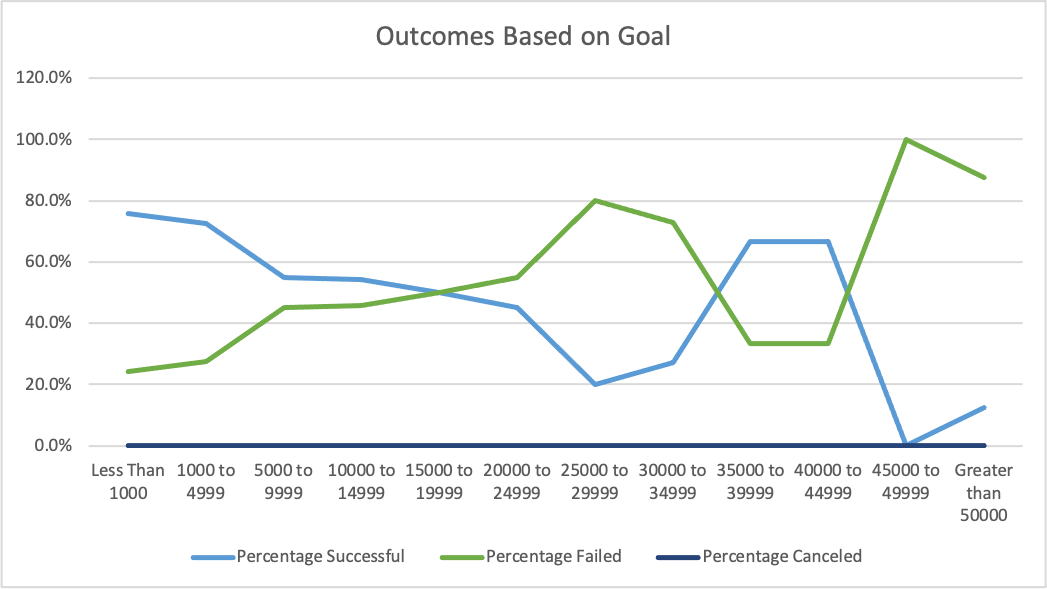 Outcomes Based on Goal
120.0%
100.0%
80.0%
60.0%
40.0%
20.0%
0.0%
Less Than
1000
1000 to
4999
5000 to
9999
10000 to
14999
15000 to
19999
20000 to
24999
25000 to
29999
30000 to
34999
35000 to
39999
40000 to
44999
45000 to
49999
Greater
than
50000
Percentage Successful
Percentage Failed
Percentage Canceled